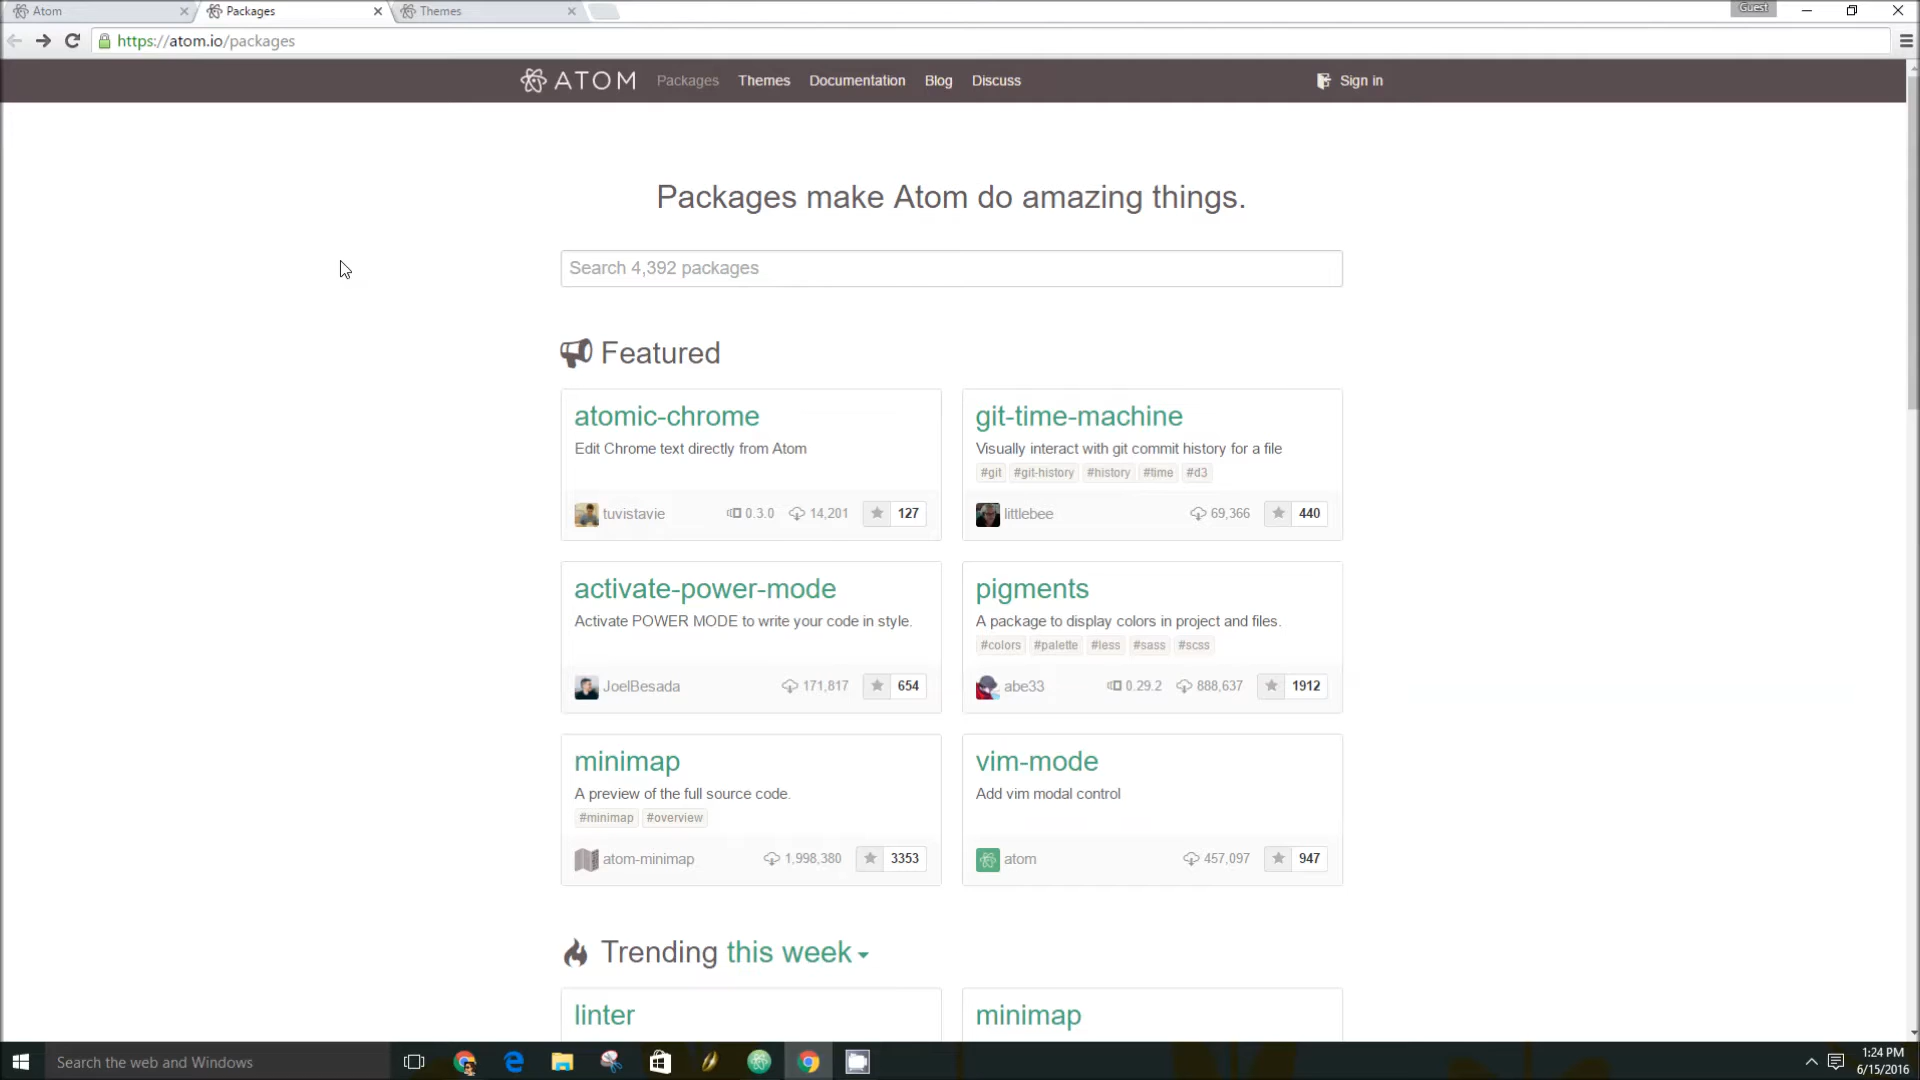 Atom
Packages
Themes
Guest
https://atom.io/packages
ATOM Packages Themes Documentation Blog Discuss Sign in
Packages make Atom do amazing things.
Search 4,392 packages
Featured
atomic-chrome
Edit Chrome text directly from Atom
tuvistavie 0.3.0 14,201 127
git-time-machine
Visually interact with git commit history for a file
#git #git-history #history #time #d3
littlebee 69,366 440
activate-power-mode
Activate POWER MODE to write your code in style.
JoelBesada 171,817 654
pigments
A package to display colors in project and files.
#colors #palette #less #sass #scss
abe33 0.29.2 888,637 1912
minimap
A preview of the full source code.
#minimap #overview
atom-minimap 1,998,380 3353
vim-mode
Add vim modal control
atom 457,097 947
Trending this week
linter
minimap
Search the web and Windows
1:24 PM
6/15/2016